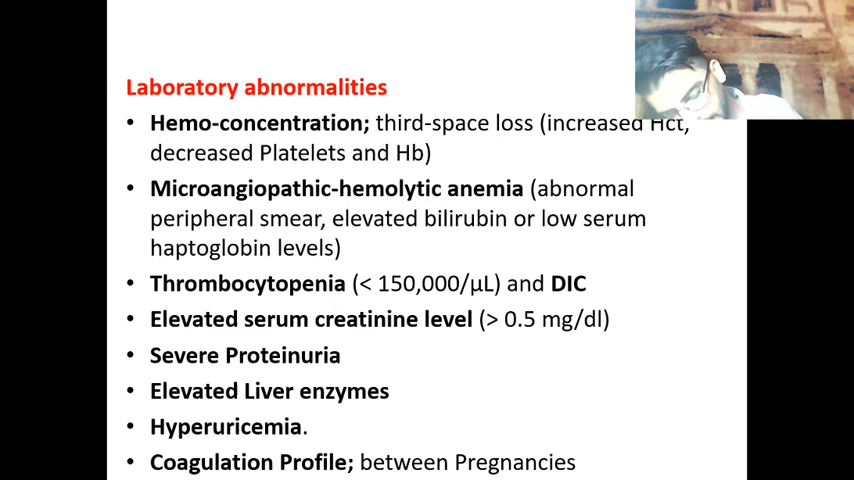 Laboratory abnormalities
• Hemo-concentration; third-space loss (increased Hct,
decreased Platelets and Hb)
• Microangiopathic-hemolytic anemia (abnormal
peripheral smear, elevated bilirubin or low serum
haptoglobin levels)
• Thrombocytopenia (< 150,000/µL) and DIC
• Elevated serum creatinine level (> 0.5 mg/dl)
• Severe Proteinuria
• Elevated Liver enzymes
• Hyperuricemia.
• Coagulation Profile; between Pregnancies